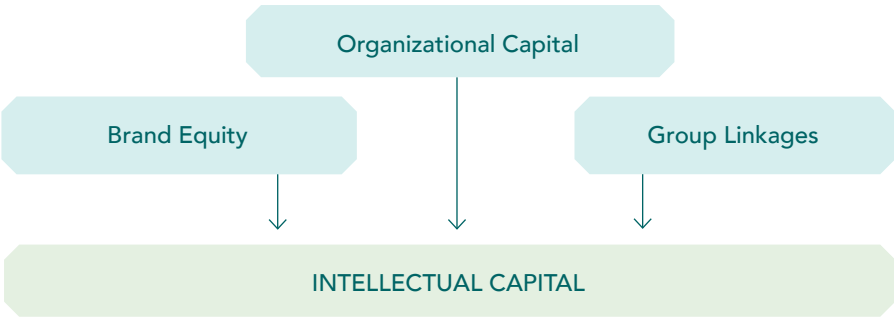 Organizational Capital
Brand Equity
Group Linkages
INTELLECTUAL CAPITAL